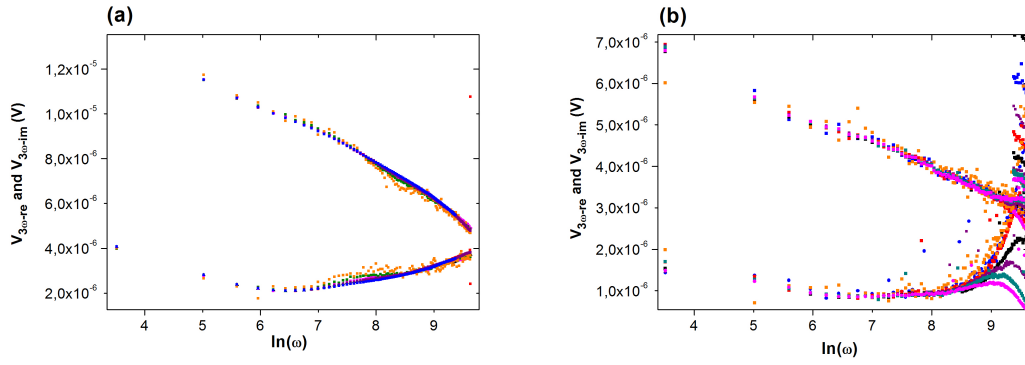 (a)
V3ω-re and V3ω-im (V)
1,2x10-5
1,0x10-5
8,0x10-6
6,0x10-6
4,0x10-6
2,0x10-6
4 5 6 7 8 9
ln(ω)
(b)
V3ω-re and V3ω-im (V)
7,0x10-6
6,0x10-6
5,0x10-6
4,0x10-6
3,0x10-6
2,0x10-6
1,0x10-6
4 5 6 7 8 9
ln(ω)